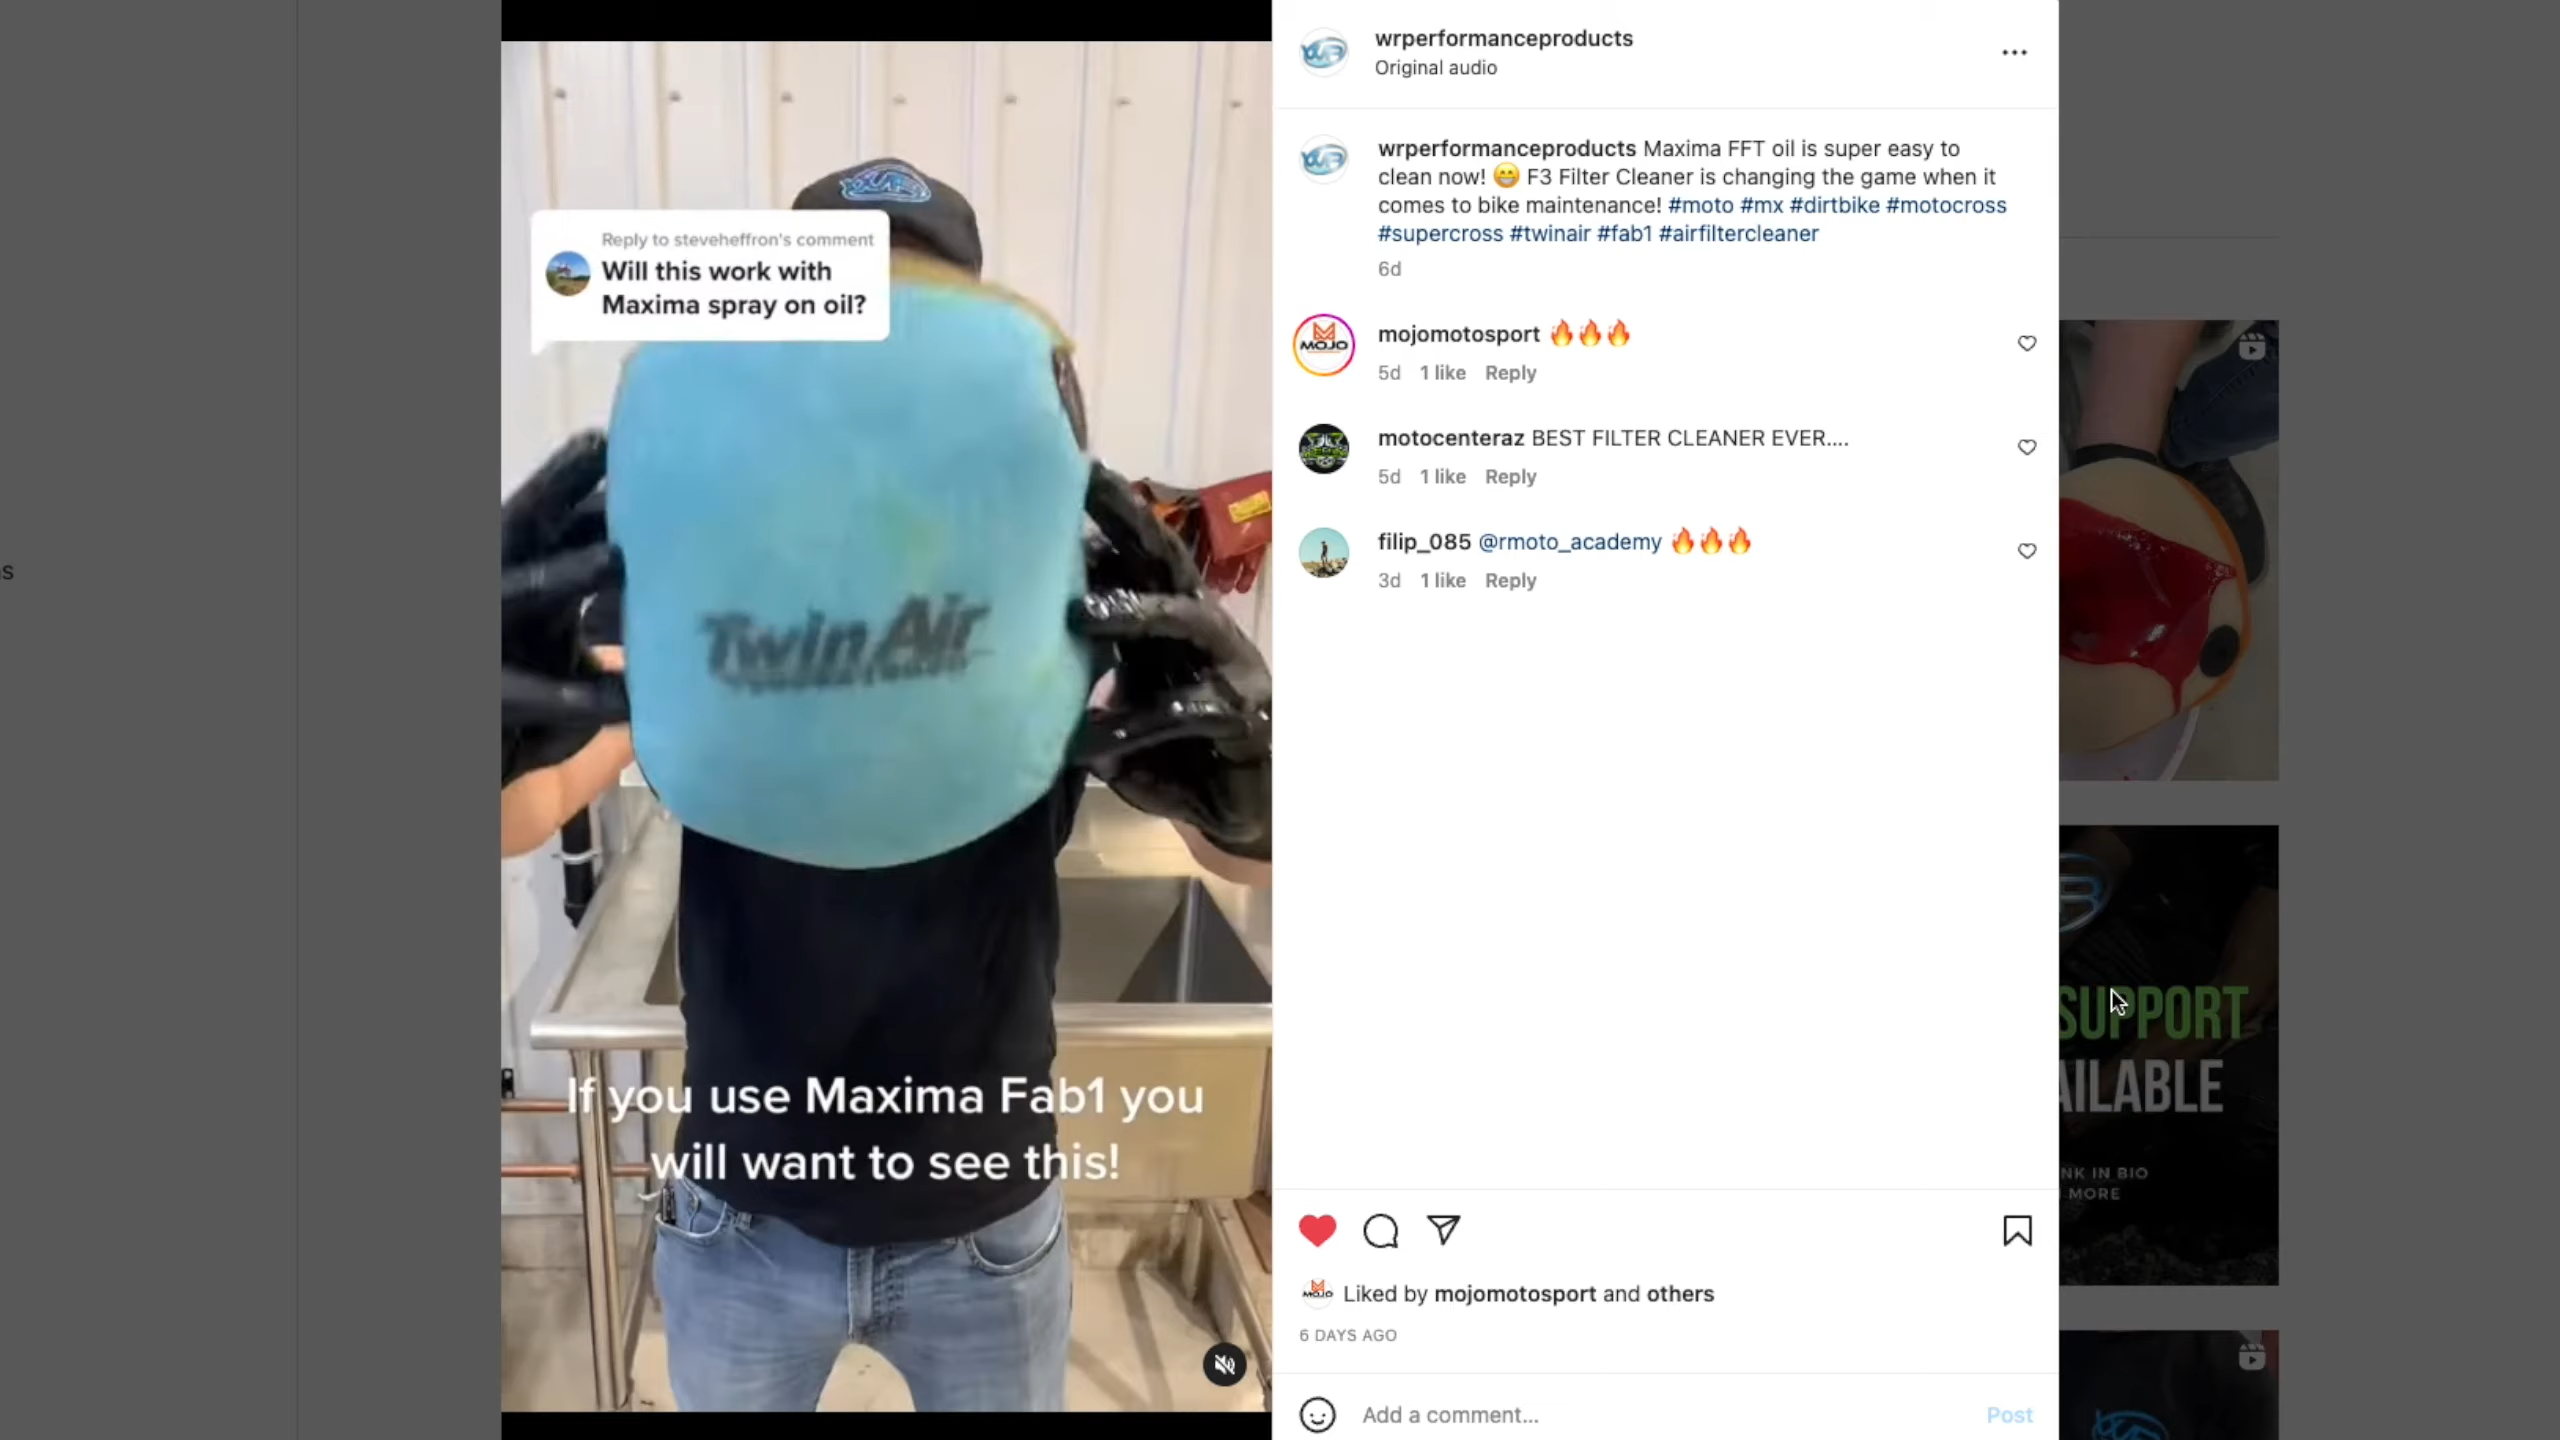 Reply to steveheffron's comment
Will this work with
Maxima spray on oil?
Twin Air
If you use Maxima Fab1 you
will want to see this!
wrperformanceproducts
Original audio
wrperformanceproducts Maxima FFT oil is super easy to
clean now! 😁 F3 Filter Cleaner is changing the game when it
comes to bike maintenance! #moto #mx #dirtbike #motocross
#supercross #twinair #fab1 #airfiltercleaner
6d
MOJO
mojomotosport 🔥🔥🔥
5d 1 like Reply
motocenteraz BEST FILTER CLEANER EVER....
5d 1 like Reply
filip_085 @rmoto_academy 🔥🔥🔥
3d 1 like Reply
MOJO
Liked by mojomotosport and others
6 DAYS AGO
Add a comment...
Post
SUPPORT
AILABLE
NK IN BIO
MORE